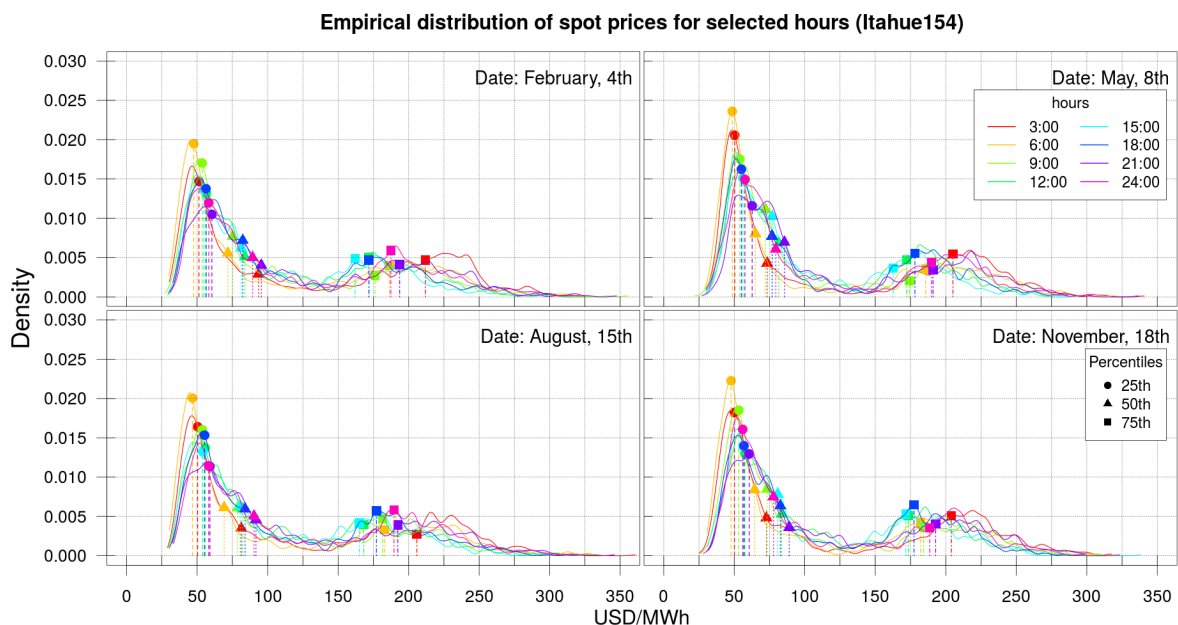 Empirical distribution of spot prices for selected hours (Itahue154)
Density
0.030
0.025
0.020
0.015
0.010
0.005
0.000
Date: February, 4th
Date: May, 8th
hours
3:00
6:00
9:00
12:00
15:00
18:00
21:00
24:00
0.030
0.025
0.020
0.015
0.010
0.005
0.000
Date: August, 15th
Date: November, 18th
Percentiles
25th
50th
75th
0 50 100 150 200 250 300 350
0 50 100 150 200 250 300 350
USD/MWh